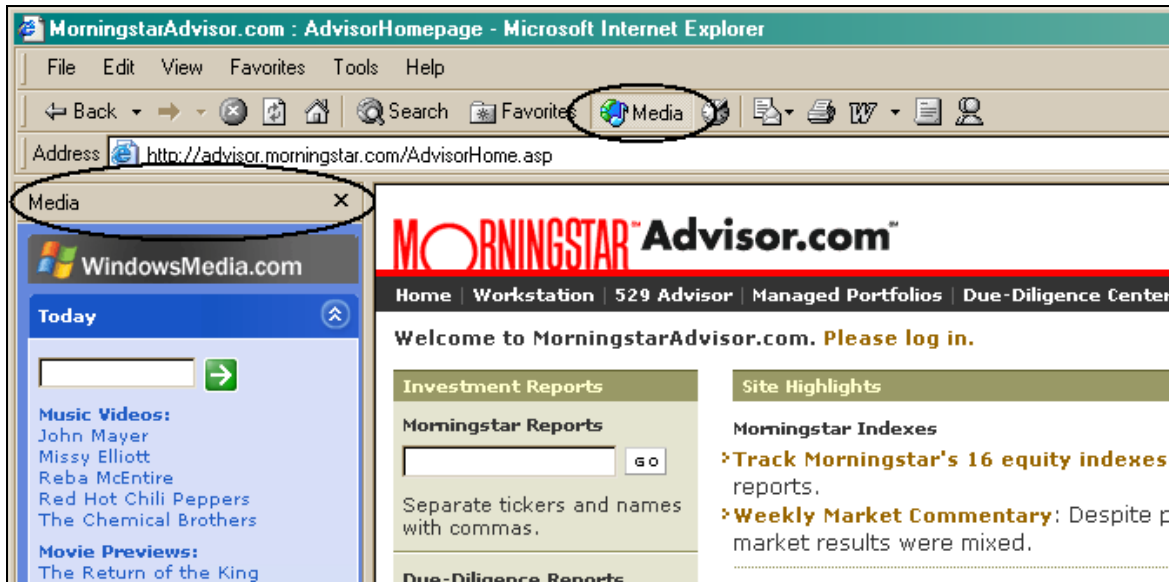 MorningstarAdvisor.com : AdvisorHomepage - Microsoft Internet Explorer
File Edit View Favorites Tools Help
Back Search Favorites Media
Address http://advisor.morningstar.com/AdvisorHome.asp
Media
WindowsMedia.com
Today
Music Videos:
John Mayer
Missy Elliott
Reba McEntire
Red Hot Chili Peppers
The Chemical Brothers
Movie Previews:
The Return of the King
MORNINGSTAR™ Advisor.com™
Home | Workstation | 529 Advisor | Managed Portfolios | Due-Diligence Center
Welcome to MorningstarAdvisor.com. Please log in.
Investment Reports
Morningstar Reports
GO
Separate tickers and names
with commas.
Due-Diligence Reports
Site Highlights
Morningstar Indexes
Track Morningstar's 16 equity indexes
reports.
Weekly Market Commentary: Despite
market results were mixed.